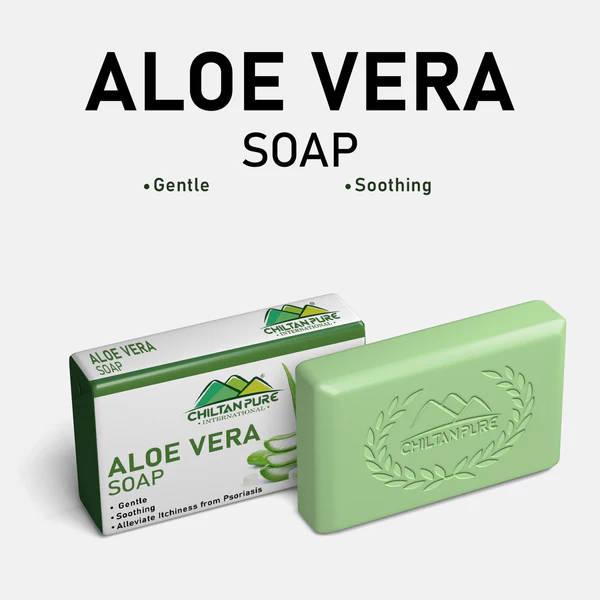 ALOE VERA
SOAP
• Gentle
• Soothing
CHILTAN PURE®
• INTERNATIONAL •
ALOE VERA
SOAP
CHILTAN PURE®
• INTERNATIONAL •
ALOE VERA
SOAP
• Gentle
• Soothing
• Alleviate Itchiness from Psoriasis
CHILTAN PURE